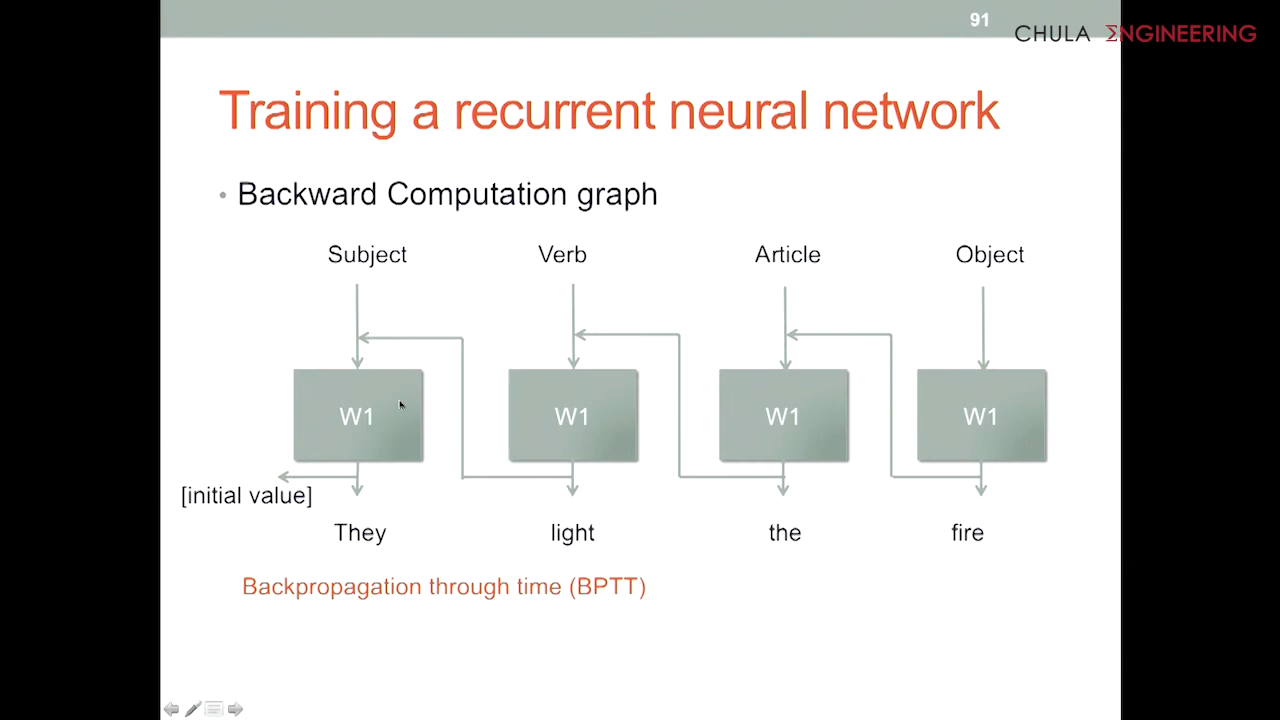 91
CHULA ΣNGINEERING
Training a recurrent neural network
• Backward Computation graph
Subject Verb Article Object
W1 W1 W1 W1
[initial value]
They light the fire
Backpropagation through time (BPTT)